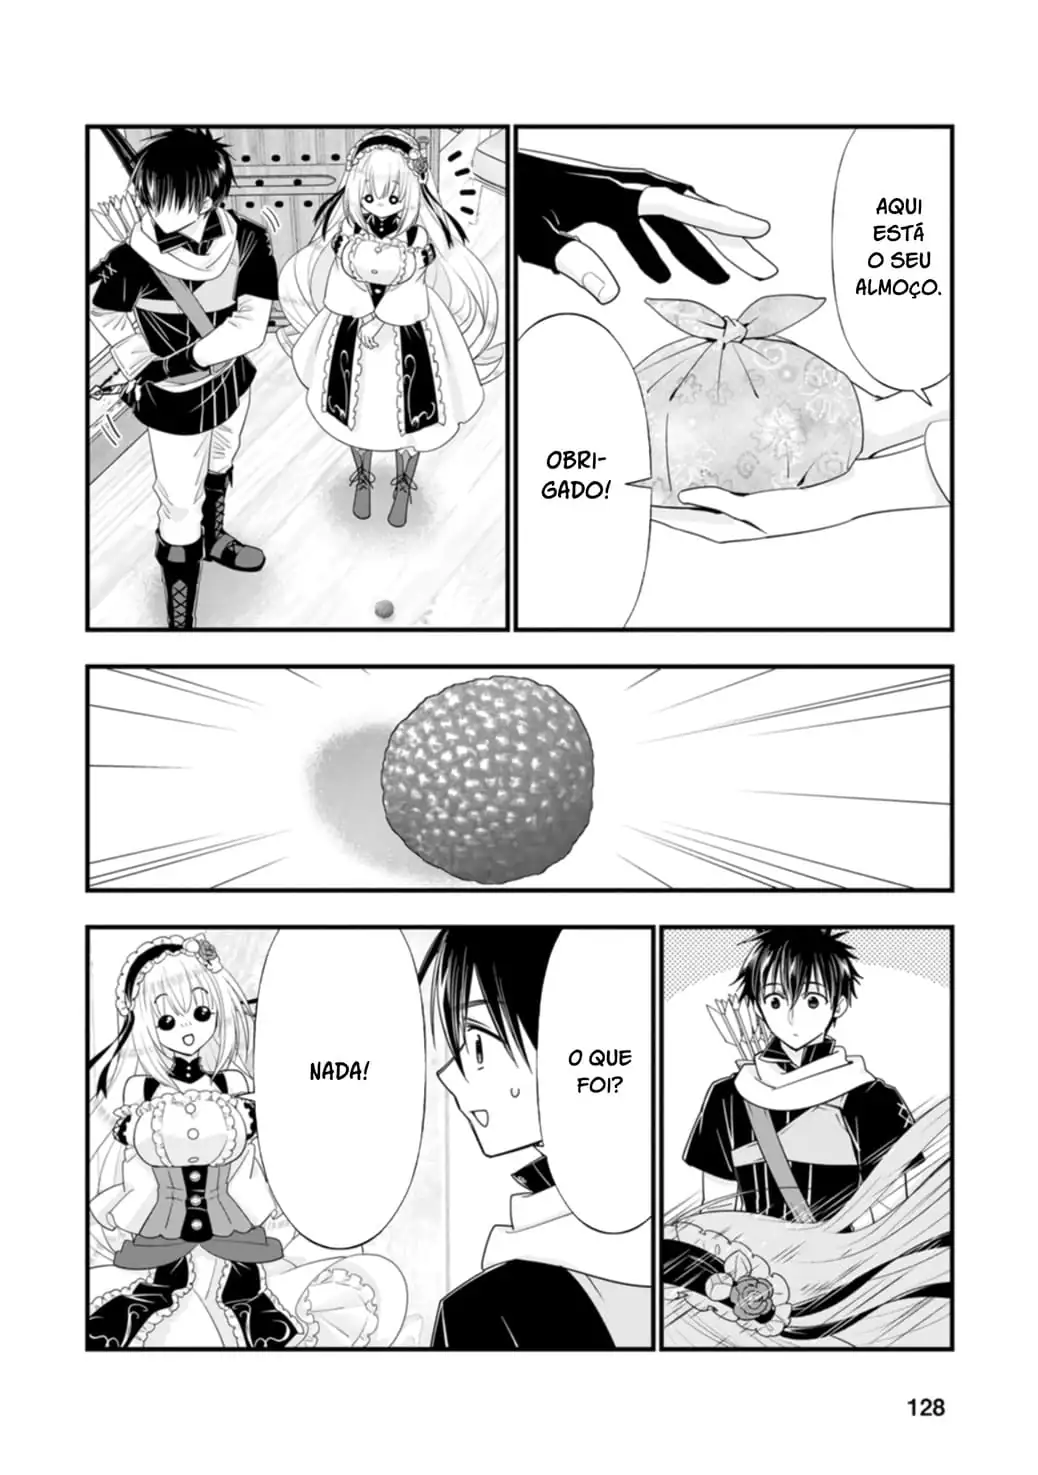 AQUI
ESTÁ
O SEU
ALMOÇO.
OBRI-
GADO!
O QUE
FOI?
NADA!
128